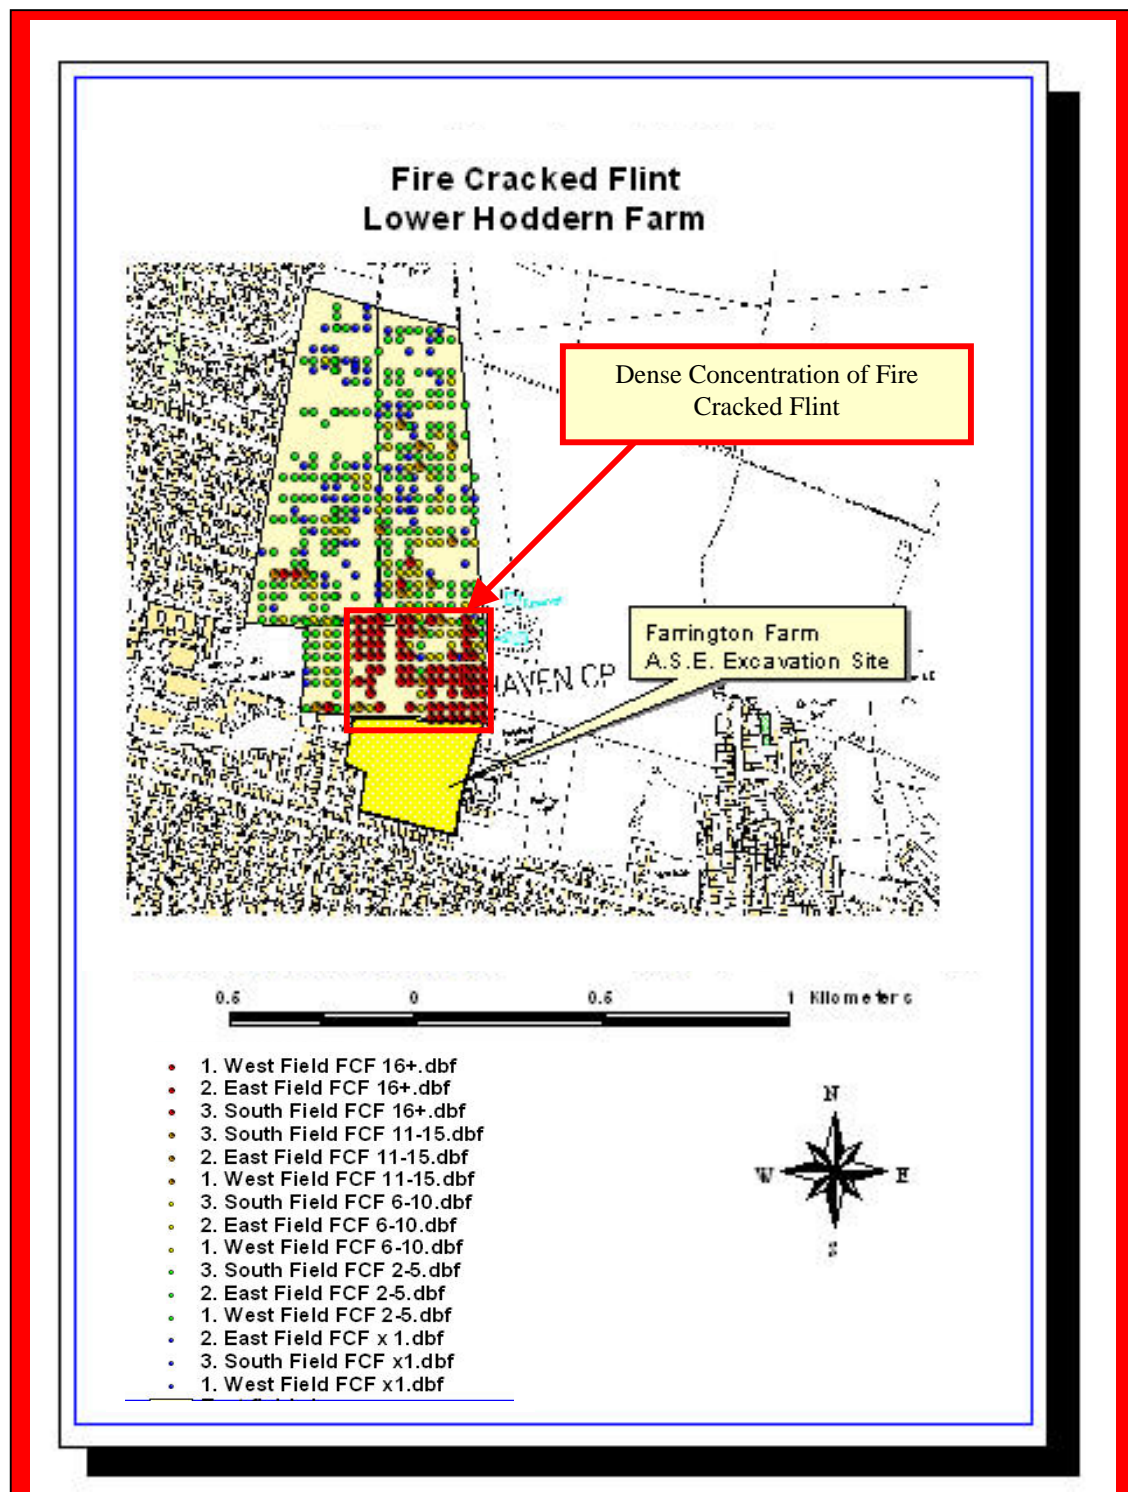 Fire Cracked Flint
Lower Hoddern Farm
Dense Concentration of Fire
Cracked Flint
Farrington Farm
A.S.E. Excavation Site
HAVEN CP
0.5 0 0.5 1 Kilometers
1. West Field FCF 16+.dbf
2. East Field FCF 16+.dbf
3. South Field FCF 16+.dbf
3. South Field FCF 11-15.dbf
2. East Field FCF 11-15.dbf
1. West Field FCF 11-15.dbf
3. South Field FCF 6-10.dbf
2. East Field FCF 6-10.dbf
1. West Field FCF 6-10.dbf
3. South Field FCF 2-5.dbf
2. East Field FCF 2-5.dbf
1. West Field FCF 2-5.dbf
2. East Field FCF x 1.dbf
3. South Field FCF x1.dbf
1. West Field FCF x1.dbf
N
W E
S